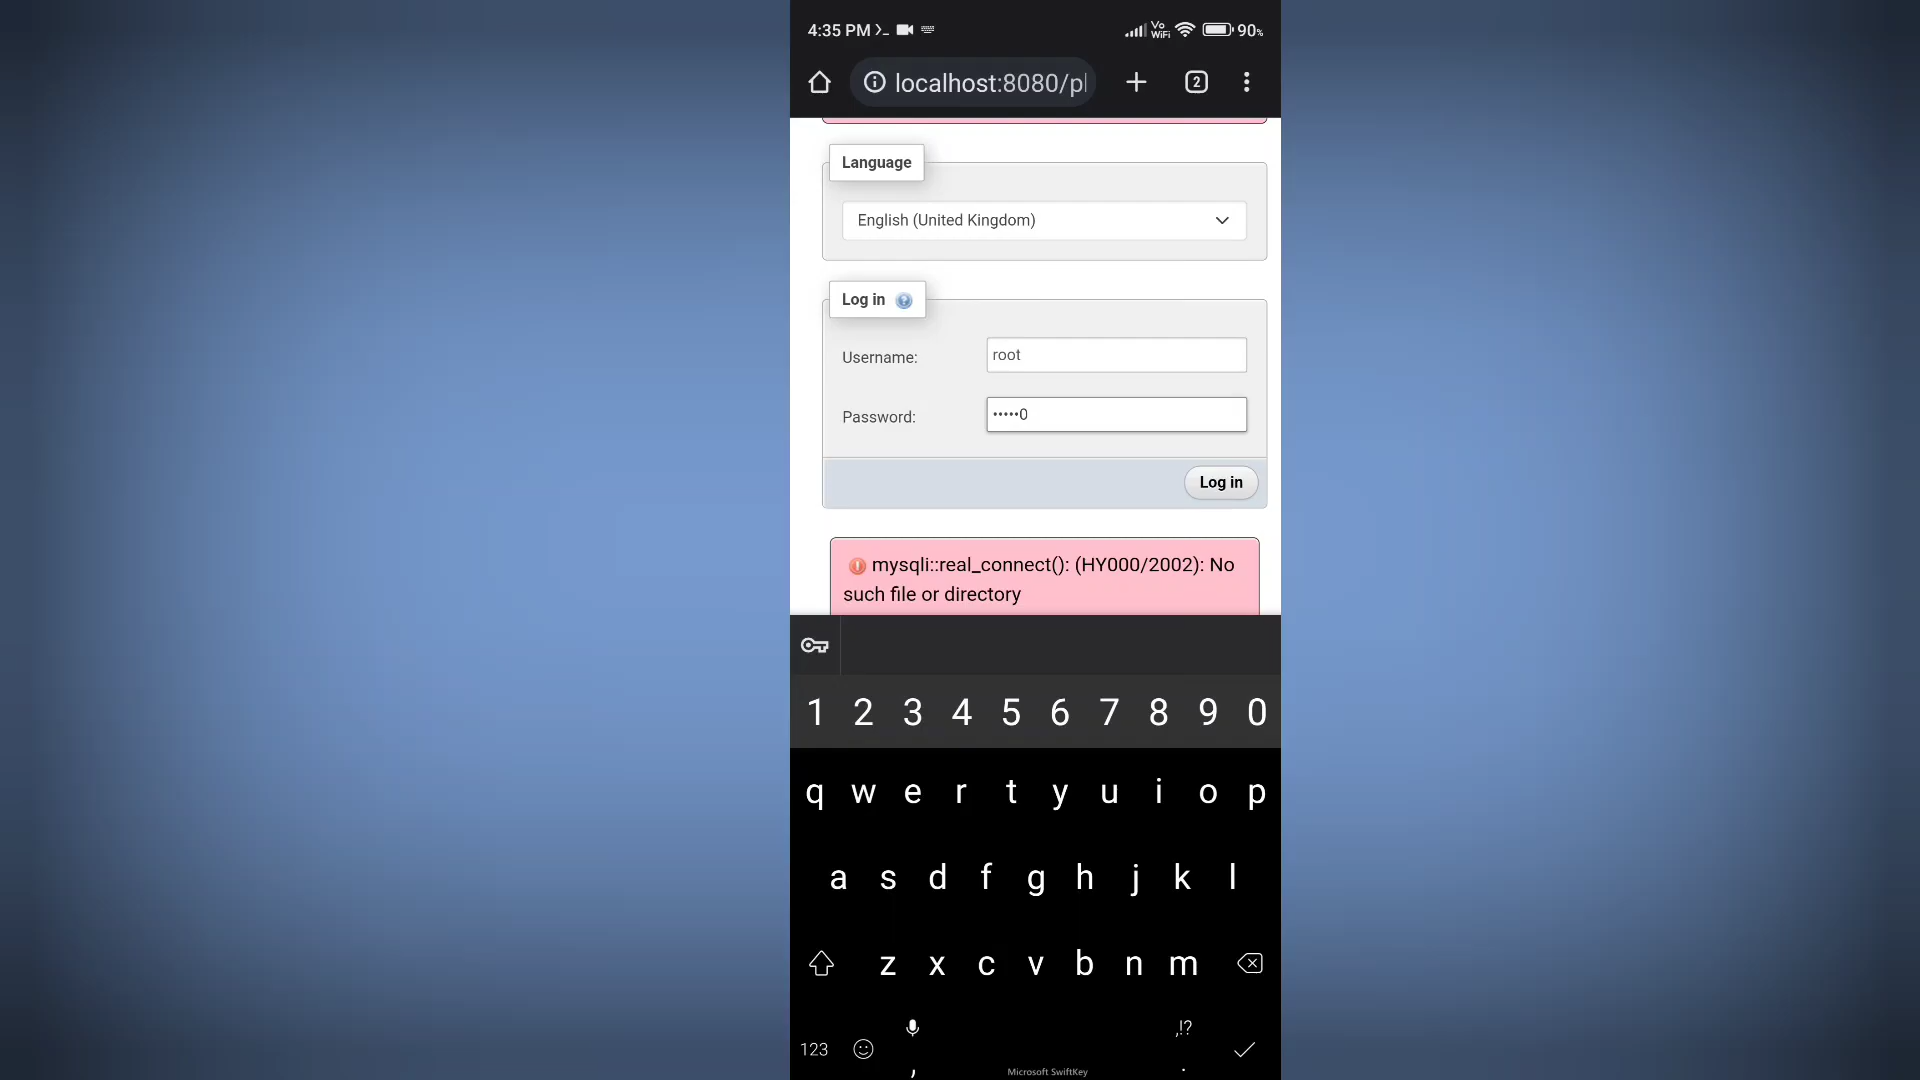 4:35 PM
Vo
WiFi
90%
localhost:8080/pl
2
Language
English (United Kingdom)
Log in
Username:
root
Password:
•••••0
Log in
mysqli::real_connect(): (HY000/2002): No
such file or directory
1 2 3 4 5 6 7 8 9 0
q w e r t y u i o p
a s d f g h j k l
z x c v b n m
,!?
123
, .
Microsoft SwiftKey